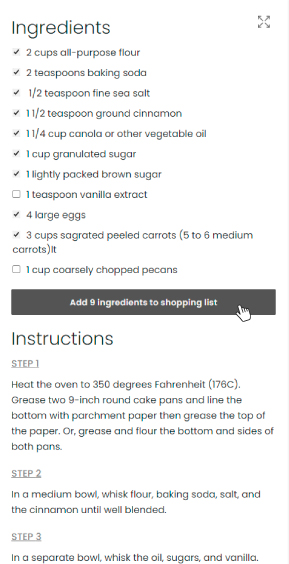 Ingredients
2 cups all-purpose flour
2 teaspoons baking soda
1/2 teaspoon fine sea salt
1 1/2 teaspoon ground cinnamon
1 1/4 cup canola or other vegetable oil
1 cup granulated sugar
1 lightly packed brown sugar
1 teaspoon vanilla extract
4 large eggs
3 cups sagrated peeled carrots (5 to 6 medium
carrots)lt
1 cup coarsely chopped pecans
Add 9 ingredients to shopping list
Instructions
STEP 1
Heat the oven to 350 degrees Fahrenheit (176C).
Grease two 9-inch round cake pans and line the
bottom with parchment paper then grease the top of
the paper. Or, grease and flour the bottom and sides of
both pans.
STEP 2
In a medium bowl, whisk flour, baking soda, salt, and
the cinnamon until well blended.
STEP 3
In a separate bowl, whisk the oil, sugars, and vanilla.